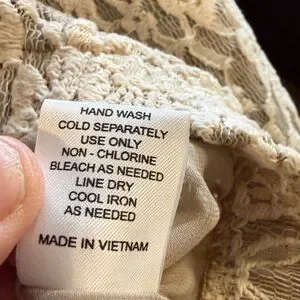 HAND WASH
COLD SEPARATELY
USE ONLY
NON - CHLORINE
BLEACH AS NEEDED
LINE DRY
COOL IRON
AS NEEDED
MADE IN VIETNAM